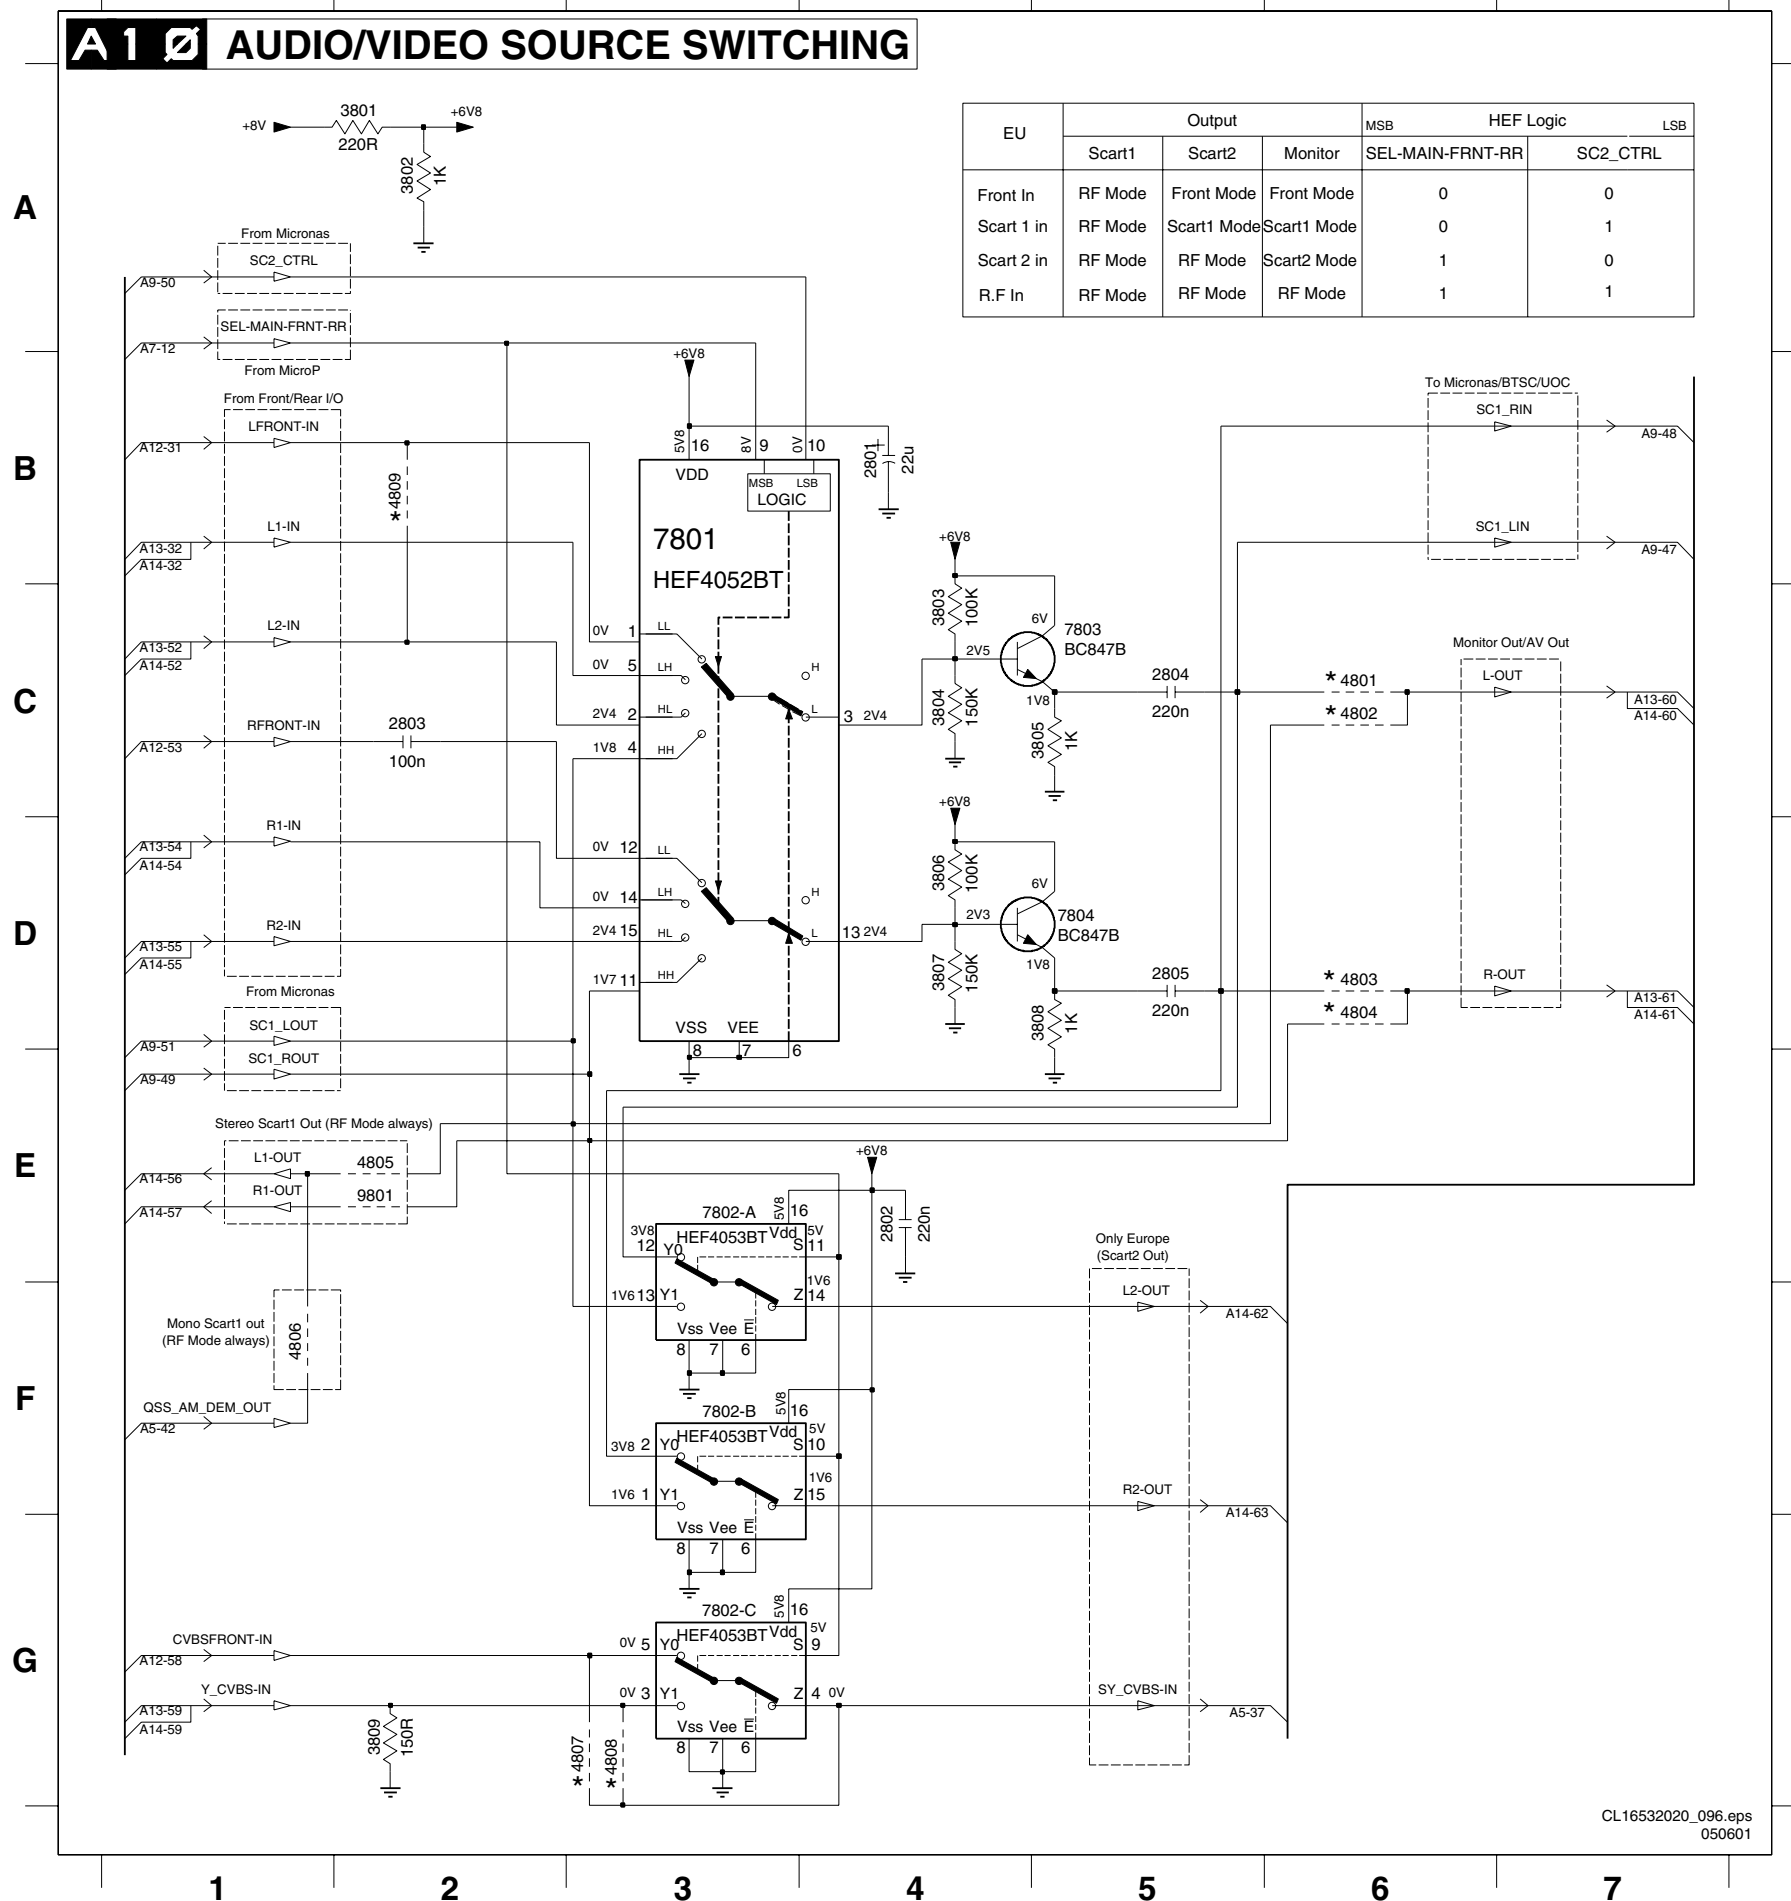 A1Ø AUDIO/VIDEO SOURCE SWITCHING
+8V
3801
220R
+6V8
3802
1K
EU
Output
MSB
HEF Logic
LSB
Scart1
Scart2
Monitor
SEL-MAIN-FRNT-RR
SC2_CTRL
Front In RF Mode Front Mode Front Mode 0 0
Scart 1 in RF Mode Scart1 Mode Scart1 Mode 0 1
Scart 2 in RF Mode RF Mode Scart2 Mode 1 0
R.F In RF Mode RF Mode RF Mode 1 1
A
From Micronas
SC2_CTRL
A9-50
SEL-MAIN-FRNT-RR
A7-12
From MicroP
From Front/Rear I/O
LFRONT-IN
A12-31
B
*4809
L1-IN
A13-32
A14-32
L2-IN
A13-52
A14-52
C
RFRONT-IN
A12-53
2803
100n
R1-IN
A13-54
A14-54
D
R2-IN
A13-55
A14-55
From Micronas
SC1_LOUT
A9-51
SC1_ROUT
A9-49
+6V8
5V8 16
8V 9
0V 10
VDD
MSB LSB
LOGIC
2801
+
22u
7801
HEF4052BT
0V 1 LL
0V 5 LH
2V4 2 HL
1V8 4 HH
H
L
3 2V4
0V 12 LL
0V 14 LH
2V4 15 HL
1V7 11 HH
H
L
13 2V4
VSS VEE
8 7 6
+6V8
3803
100K
2V5
6V
7803
BC847B
3804
150K
1V8
3805
1K
2804
220n
+6V8
3806
100K
2V3
6V
7804
BC847B
3807
150K
1V8
3808
1K
2805
220n
To Micronas/BTSC/UOC
SC1_RIN
A9-48
SC1_LIN
A9-47
Monitor Out/AV Out
* 4801
* 4802
L-OUT
A13-60
A14-60
* 4803
* 4804
R-OUT
A13-61
A14-61
E
Stereo Scart1 Out (RF Mode always)
L1-OUT
4805
A14-56
R1-OUT
9801
A14-57
Mono Scart1 out
(RF Mode always)
4806
F
QSS_AM_DEM_OUT
A5-42
+6V8
2802
220n
7802-A
HEF4053BT
5V8 16
Vdd
5V
S 11
3V8
12 Y0
1V6 13 Y1
1V6
Z 14
Vss Vee E
8 7 6
7802-B
HEF4053BT
5V8 16
Vdd
5V
S 10
3V8 2 Y0
1V6 1 Y1
1V6
Z 15
Vss Vee E
8 7 6
7802-C
HEF4053BT
5V8 16
Vdd
5V
S 9
0V 5 Y0
0V 3 Y1
Z 4 0V
Vss Vee E
8 7 6
Only Europe
(Scart2 Out)
L2-OUT
A14-62
R2-OUT
A14-63
SY_CVBS-IN
A5-37
G
CVBSFRONT-IN
A12-58
Y_CVBS-IN
A13-59
A14-59
3809
150R
*4807
*4808
CL16532020_096.eps
050601
1 2 3 4 5 6 7